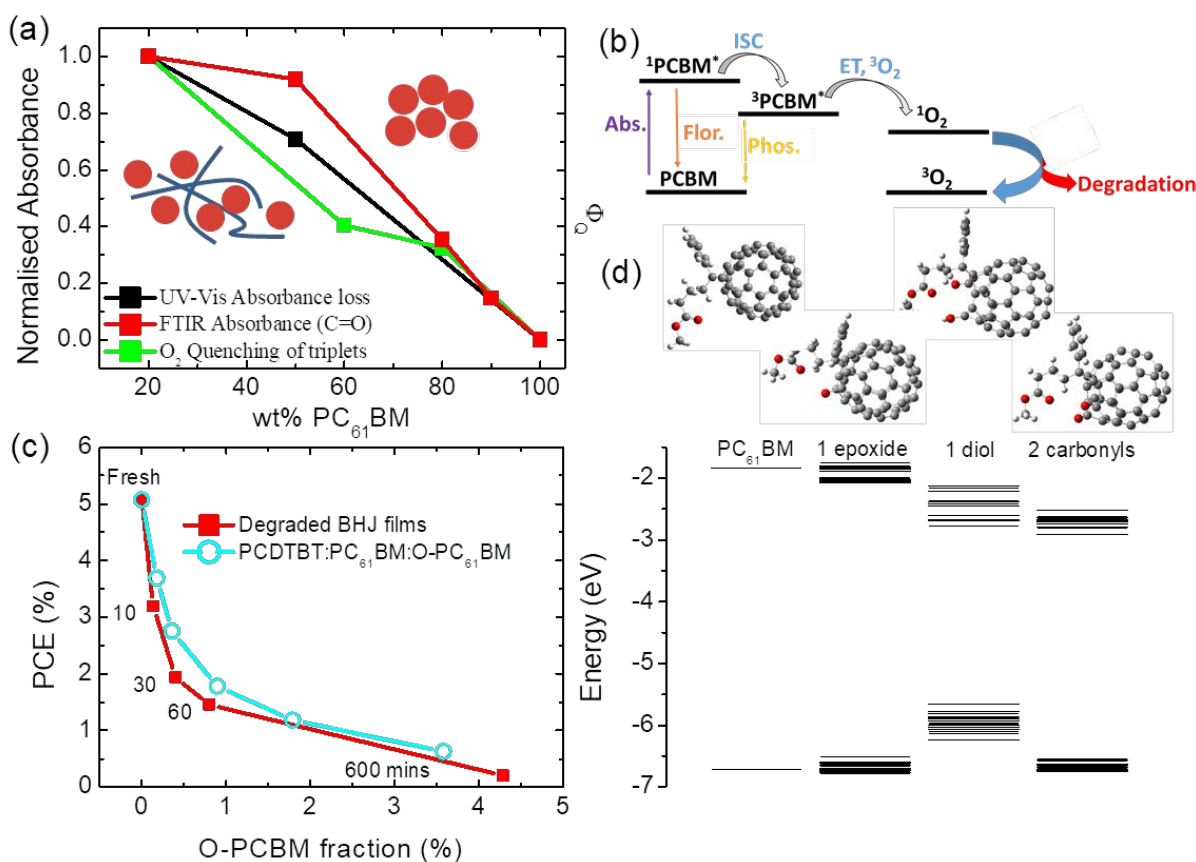 (a)
Normalised Absorbance
1.0
0.8
0.6
0.4
0.2
0.0
UV-Vis Absorbance loss
FTIR Absorbance (C=O)
O₂ Quenching of triplets
20 40 60 80 100
wt% PC₆₁BM
Φ_Q
(b)
ISC
¹PCBM*
ET, ³O₂
³PCBM*
¹O₂
Abs.
Flor.
Phos.
PCBM
³O₂
Degradation
(c)
PCE (%)
6
5
4
3
2
1
0
Fresh
10
30
60
600 mins
Degraded BHJ films
PCDTBT:PC₆₁BM:O-PC₆₁BM
0 1 2 3 4 5
O-PCBM fraction (%)
(d)
PC₆₁BM 1 epoxide 1 diol 2 carbonyls
Energy (eV)
-2
-3
-4
-5
-6
-7